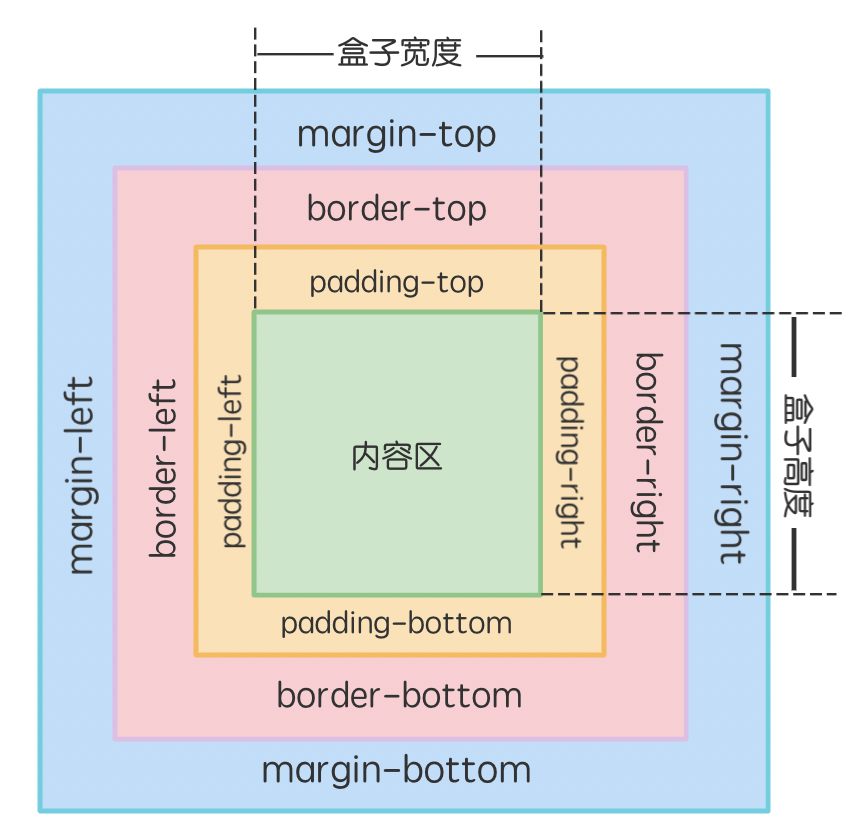 盒子宽度
margin-top
border-top
padding-top
margin-left
border-left
padding-left
内容区
padding-right
border-right
margin-right
盒子高度
padding-bottom
border-bottom
margin-bottom